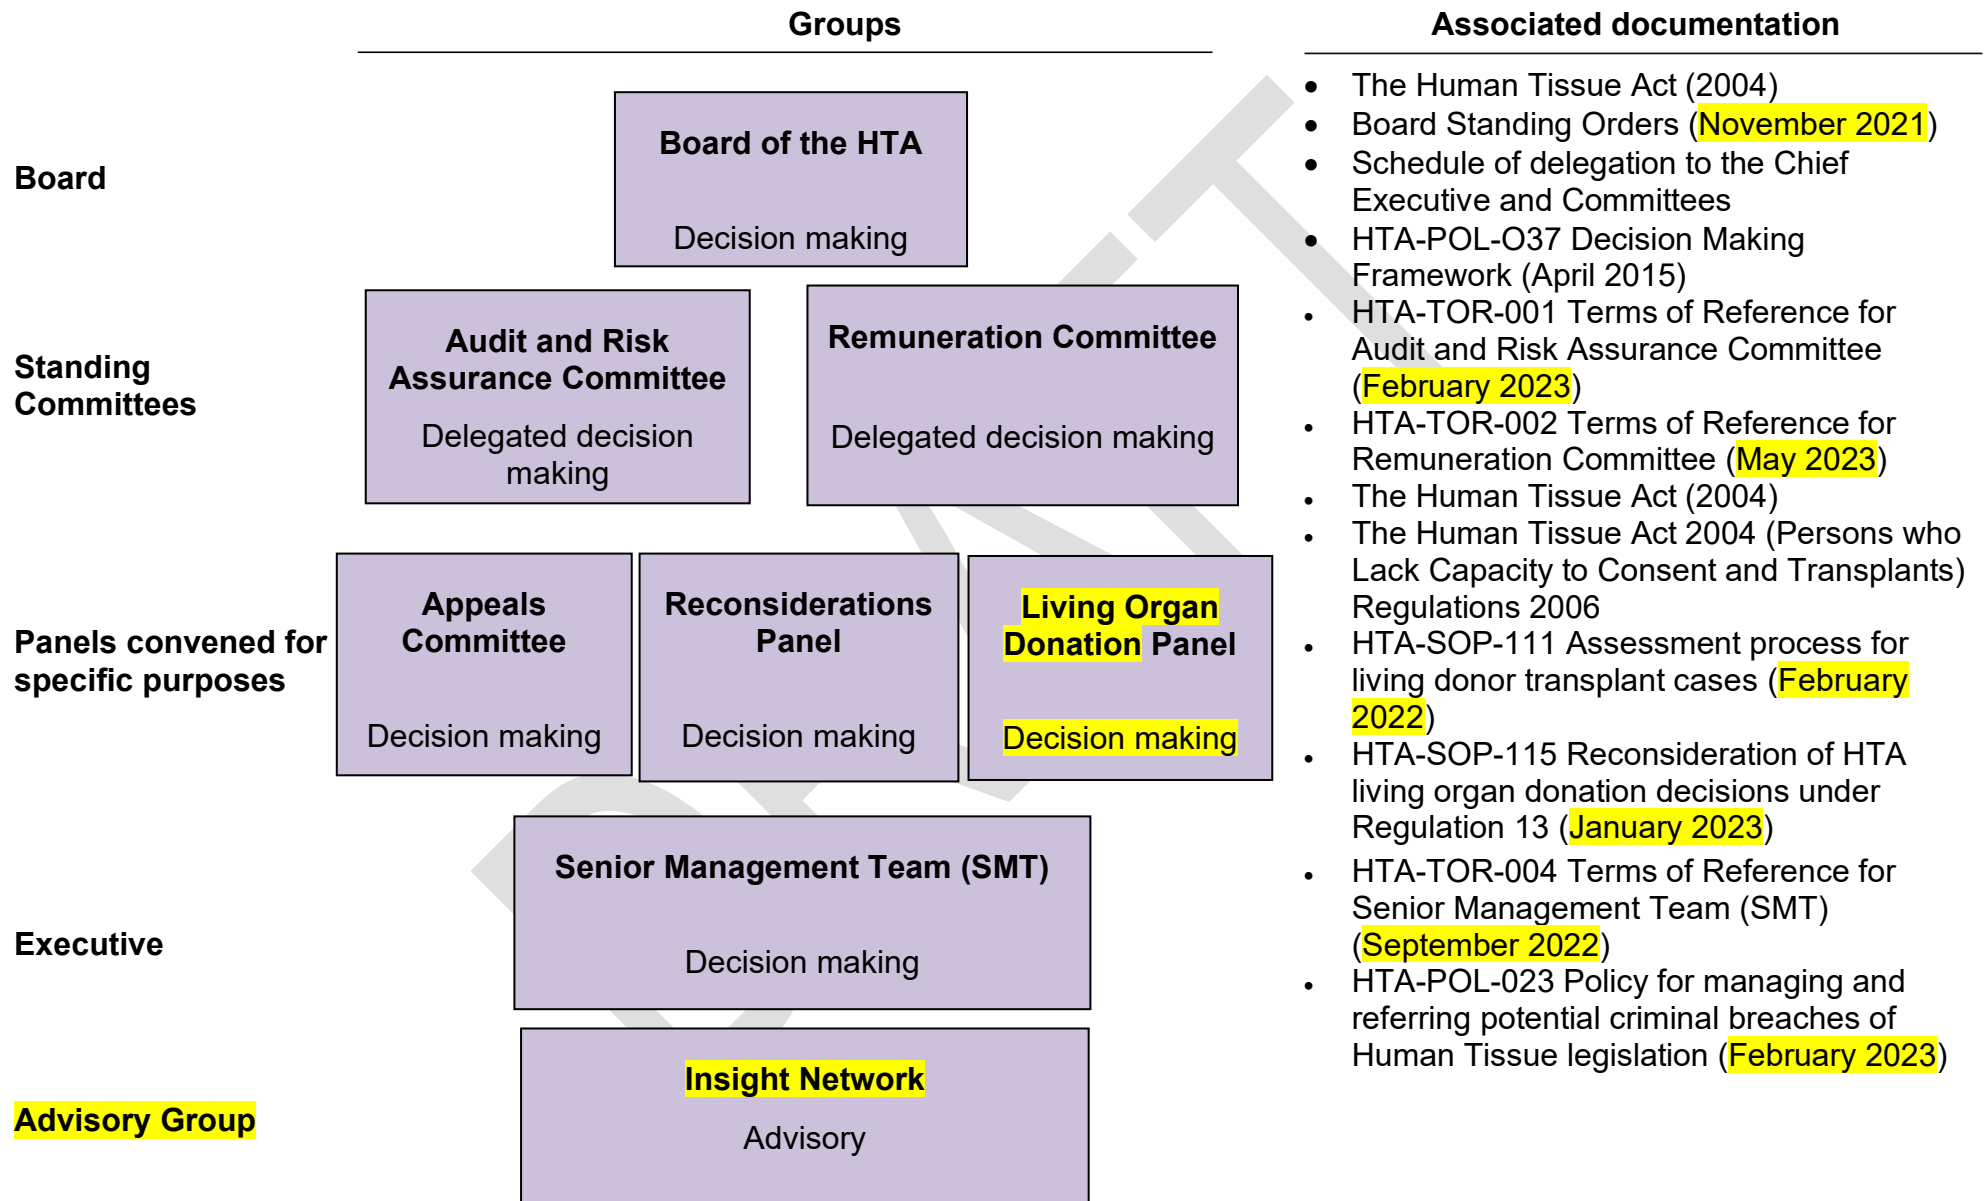 Groups
Board
Board of the HTA
Decision making
Standing
Committees
Audit and Risk
Assurance Committee
Delegated decision
making
Remuneration Committee
Delegated decision making
Panels convened for
specific purposes
Appeals
Committee
Decision making
Reconsiderations
Panel
Decision making
Living Organ
Donation Panel
Decision making
Executive
Senior Management Team (SMT)
Decision making
Advisory Group
Insight Network
Advisory
Associated documentation
• The Human Tissue Act (2004)
• Board Standing Orders (November 2021)
• Schedule of delegation to the Chief
Executive and Committees
• HTA-POL-O37 Decision Making
Framework (April 2015)
• HTA-TOR-001 Terms of Reference for
Audit and Risk Assurance Committee
(February 2023)
• HTA-TOR-002 Terms of Reference for
Remuneration Committee (May 2023)
• The Human Tissue Act (2004)
• The Human Tissue Act 2004 (Persons who
Lack Capacity to Consent and Transplants)
Regulations 2006
• HTA-SOP-111 Assessment process for
living donor transplant cases (February
2022)
• HTA-SOP-115 Reconsideration of HTA
living organ donation decisions under
Regulation 13 (January 2023)
• HTA-TOR-004 Terms of Reference for
Senior Management Team (SMT)
(September 2022)
• HTA-POL-023 Policy for managing and
referring potential criminal breaches of
Human Tissue legislation (February 2023)
DRAFT